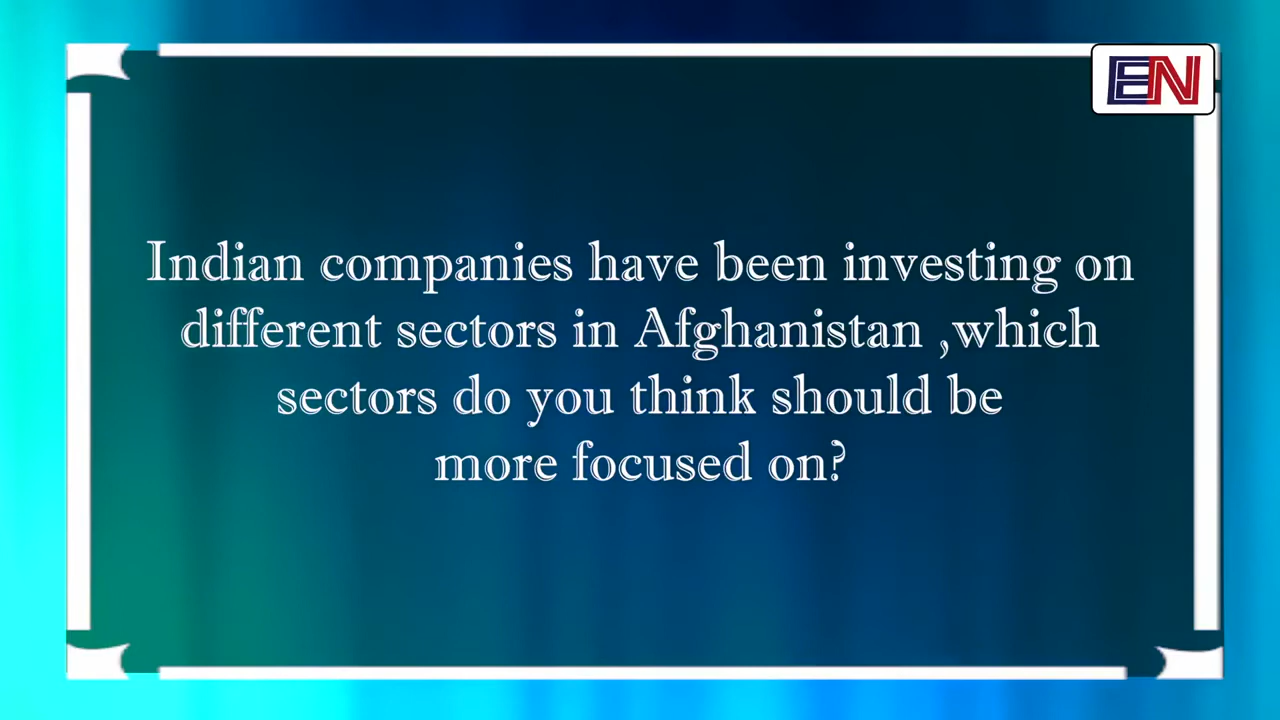 EN
Indian companies have been investing on
different sectors in Afghanistan ,which
sectors do you think should be
more focused on?